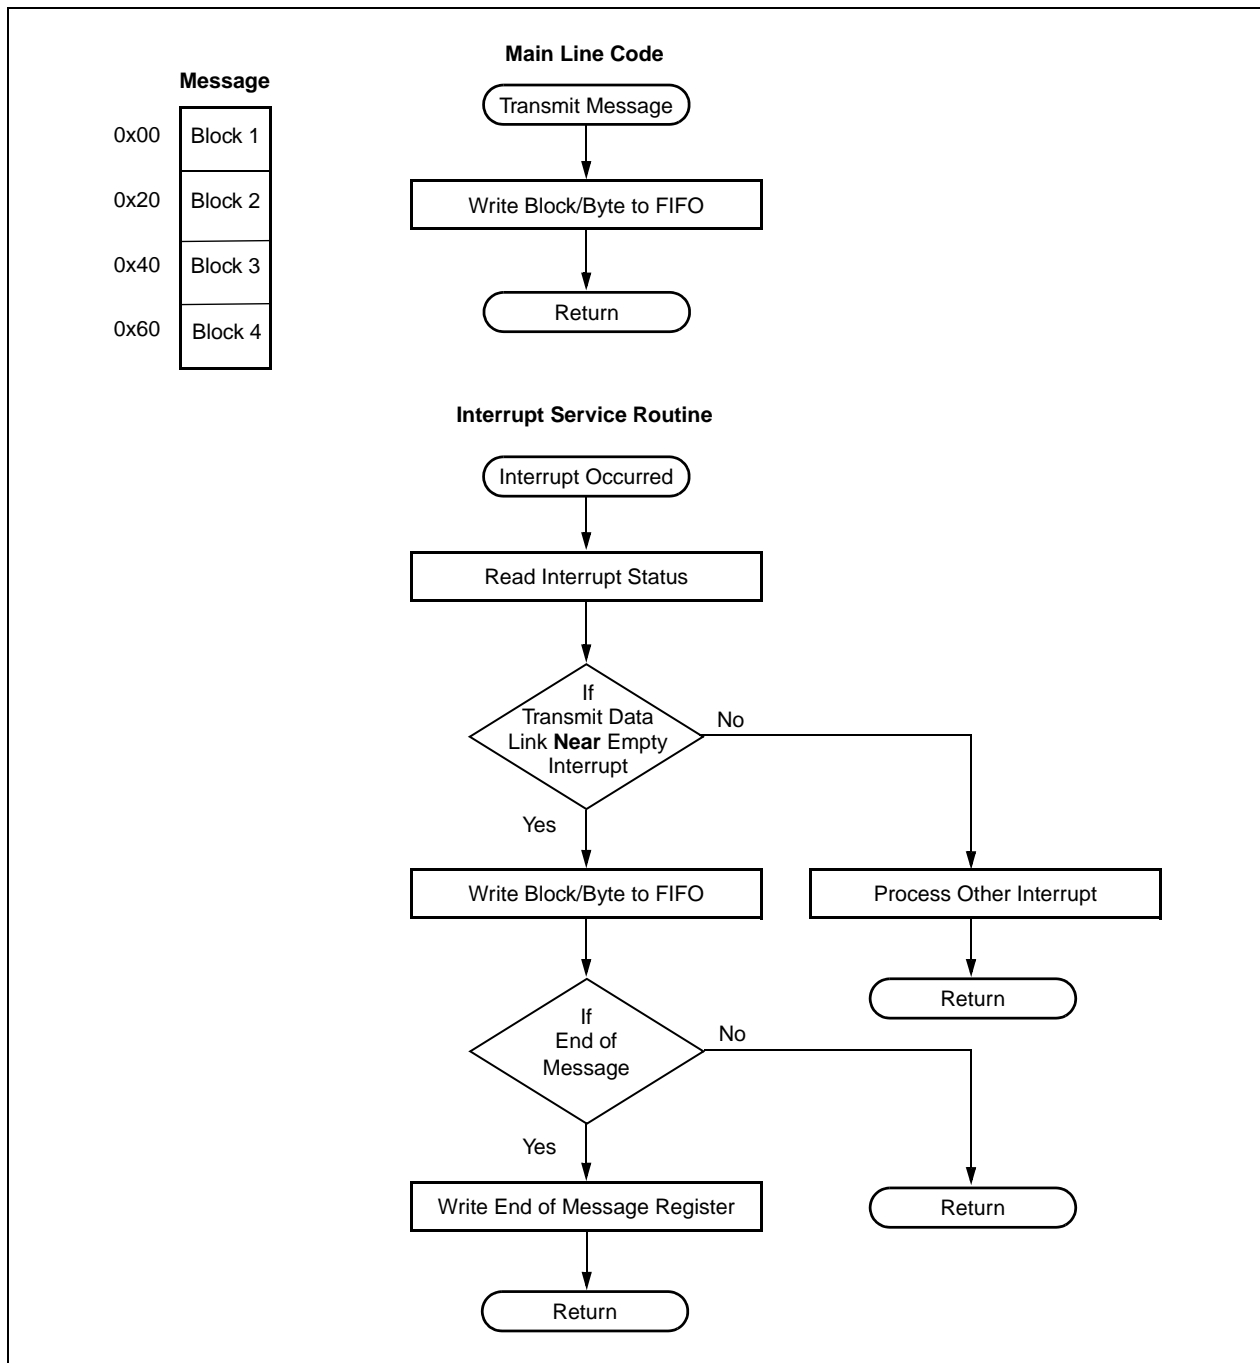 Main Line Code
Message
Transmit Message
0x00 Block 1
Write Block/Byte to FIFO
0x20 Block 2
0x40 Block 3
Return
0x60 Block 4
Interrupt Service Routine
Interrupt Occurred
Read Interrupt Status
If
Transmit Data
Link Near Empty
Interrupt
No
Yes
Write Block/Byte to FIFO
Process Other Interrupt
Return
If
End of
Message
No
Yes
Write End of Message Register
Return
Return